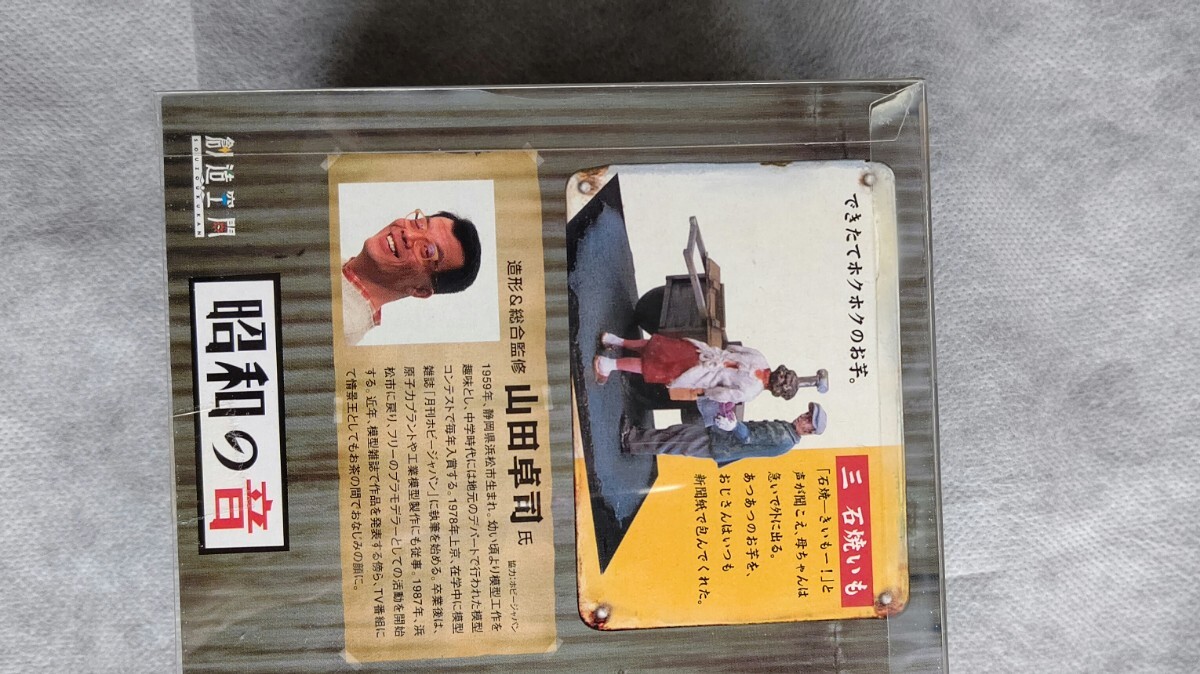 できたてホクホクのお芋。
三 石焼いも
「石焼ーきいもー!」と
声が聞こえ、母ちゃんは
急いで外に出る。
あつあつのお芋を、
おじさんはいつも
新聞紙で包んでくれた。
造形&総合監修 山田卓司 氏
協力:ホビージャパン
1959年、静岡県浜松市生まれ。幼い頃より模型工作を
趣味とし、中学時代には地元のデパートで行われた模型
コンテストで毎年入賞する。1978年上京、在学中に模型
雑誌「月刊ホビージャパン」に執筆を始める。卒業後は、
原子力プラントや工業模型製作にも従事。1987年、浜
松市に戻り、フリーのプラモデラーとしての活動を開始
する。近年、模型雑誌で作品を発表する傍ら、TV番組に
て情景王としてもお茶の間でおなじみの顔に。
創造空間
SOUZOUKUKAN
昭和の音